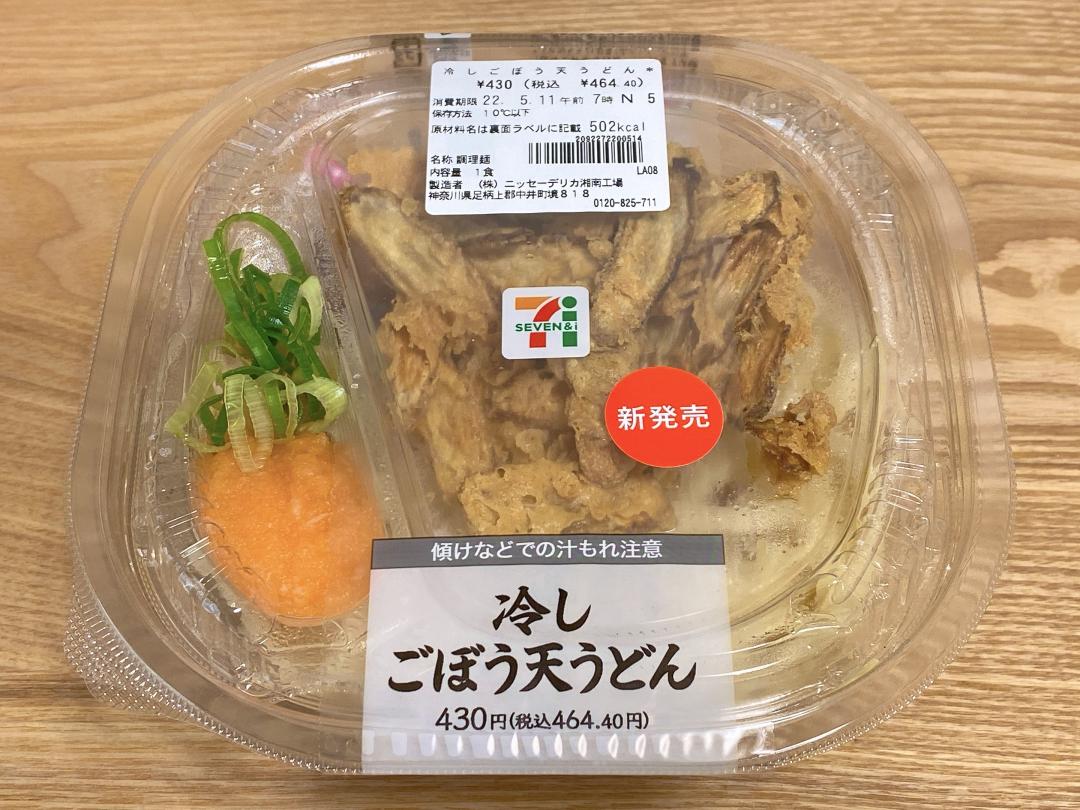 冷しごぼう天うどん*
¥430 (税込 ¥464.40)
消費期限 22. 5.11午前 7時 N 5
保存方法 10℃以下
原材料名は裏面ラベルに記載 502kcal
2092272200514
名称 調理麺
内容量 1食
LA08
製造者 (株)ニッセーデリカ湘南工場
神奈川県足柄上郡中井町境818
0120-825-711
7i
SEVEN&i
新発売
傾けなどでの汁もれ注意
冷し
ごぼう天うどん
430円(税込464.40円)